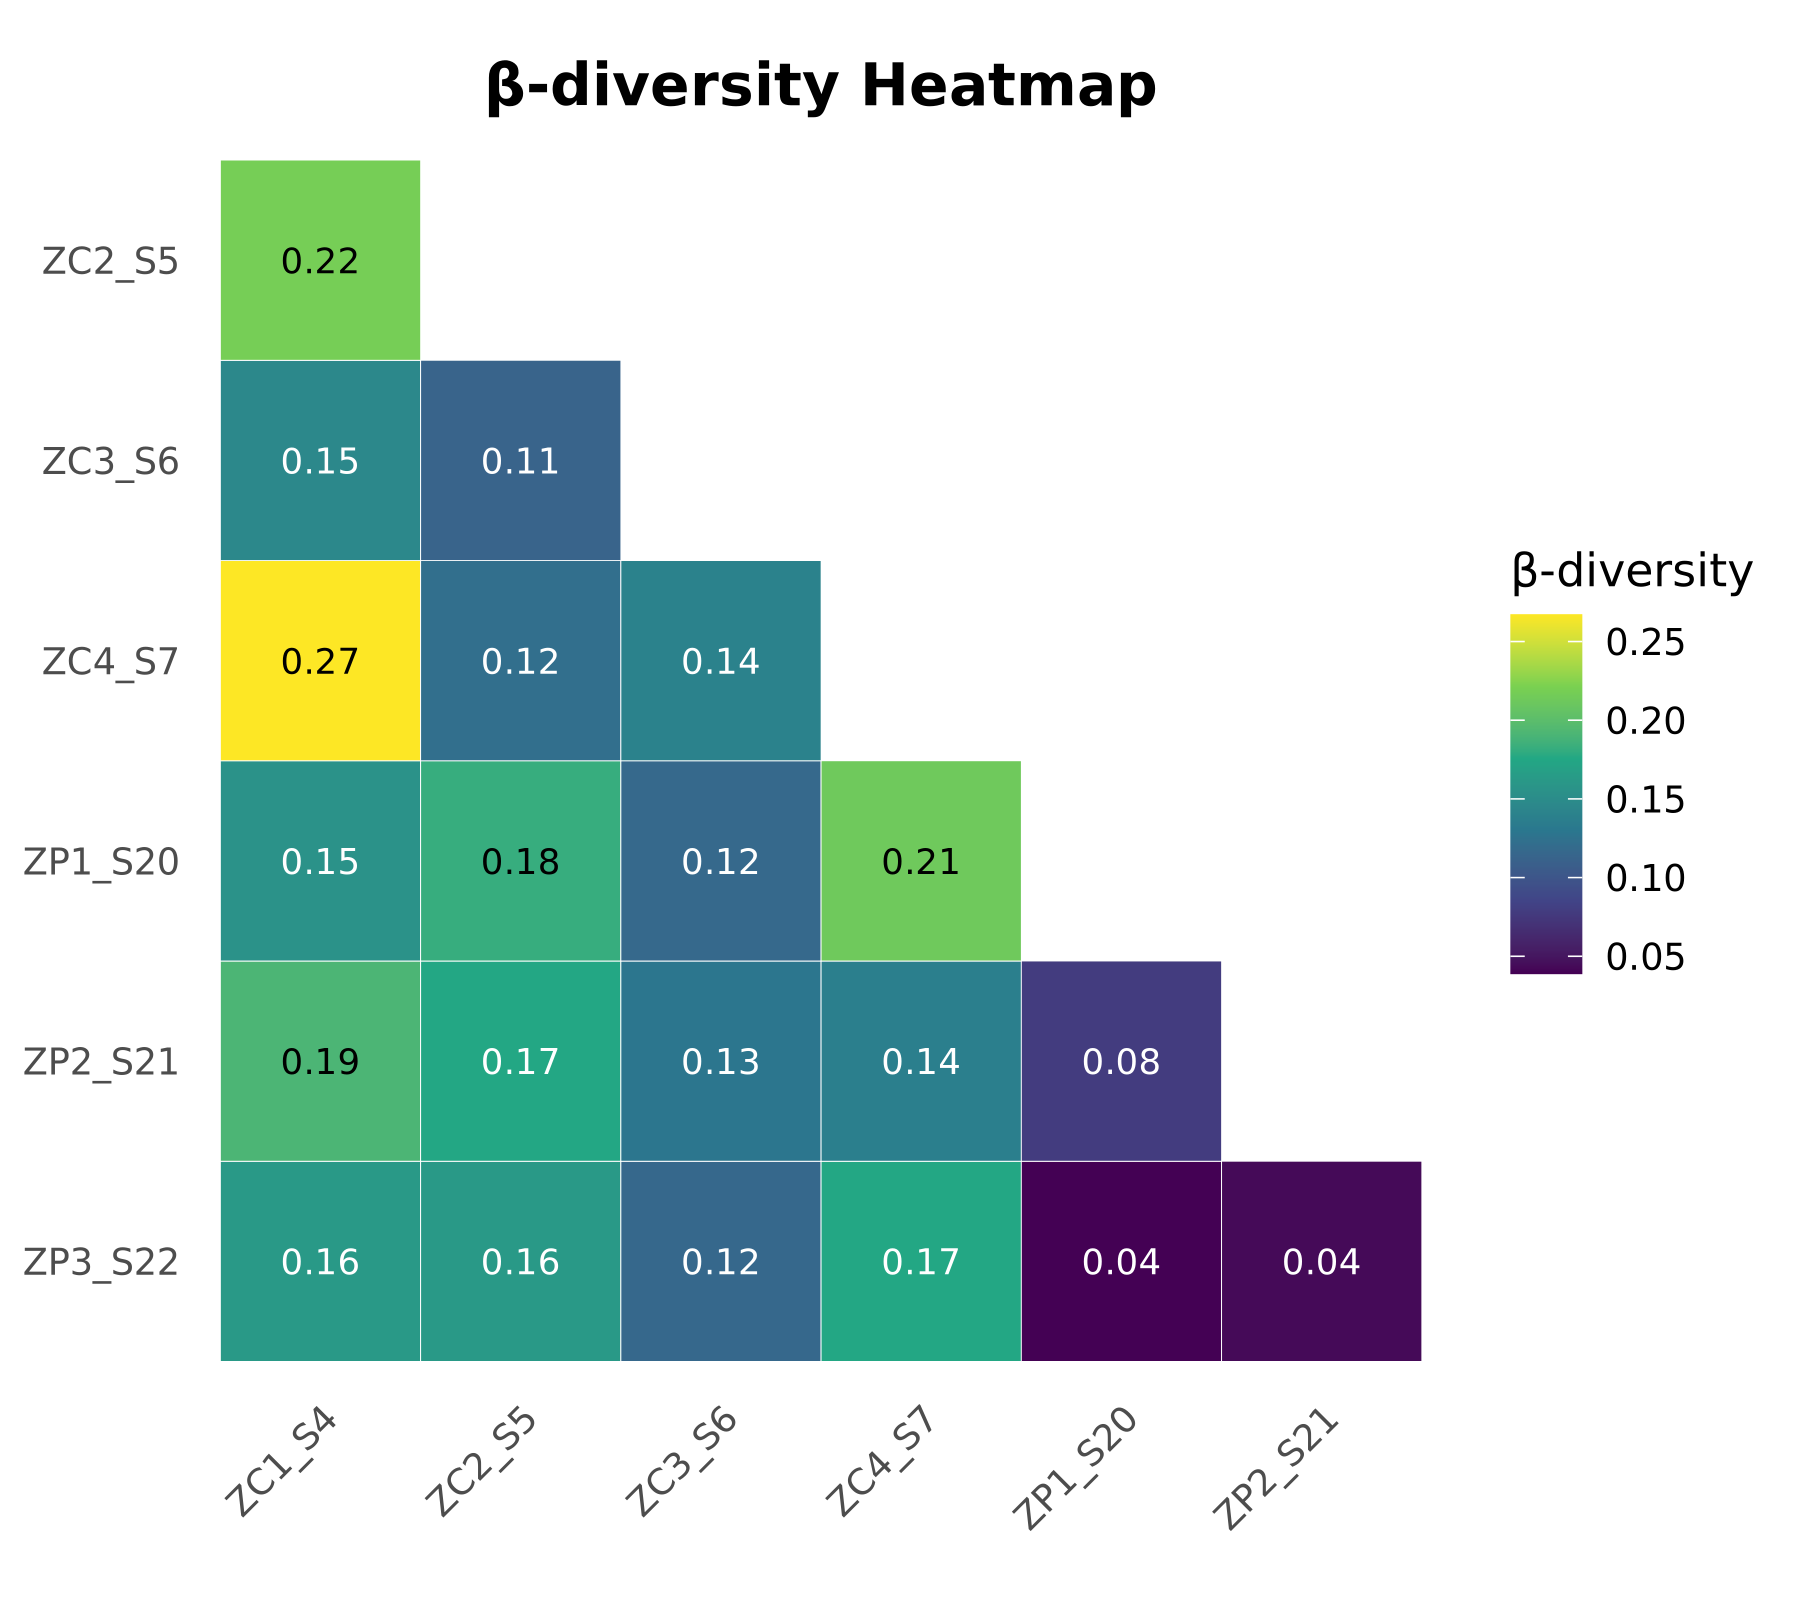 β-diversity Heatmap
ZC2_S5 0.22
ZC3_S6 0.15 0.11
ZC4_S7 0.27 0.12 0.14
ZP1_S20 0.15 0.18 0.12 0.21
ZP2_S21 0.19 0.17 0.13 0.14 0.08
ZP3_S22 0.16 0.16 0.12 0.17 0.04 0.04
ZC1_S4 ZC2_S5 ZC3_S6 ZC4_S7 ZP1_S20 ZP2_S21
β-diversity
0.25
0.20
0.15
0.10
0.05